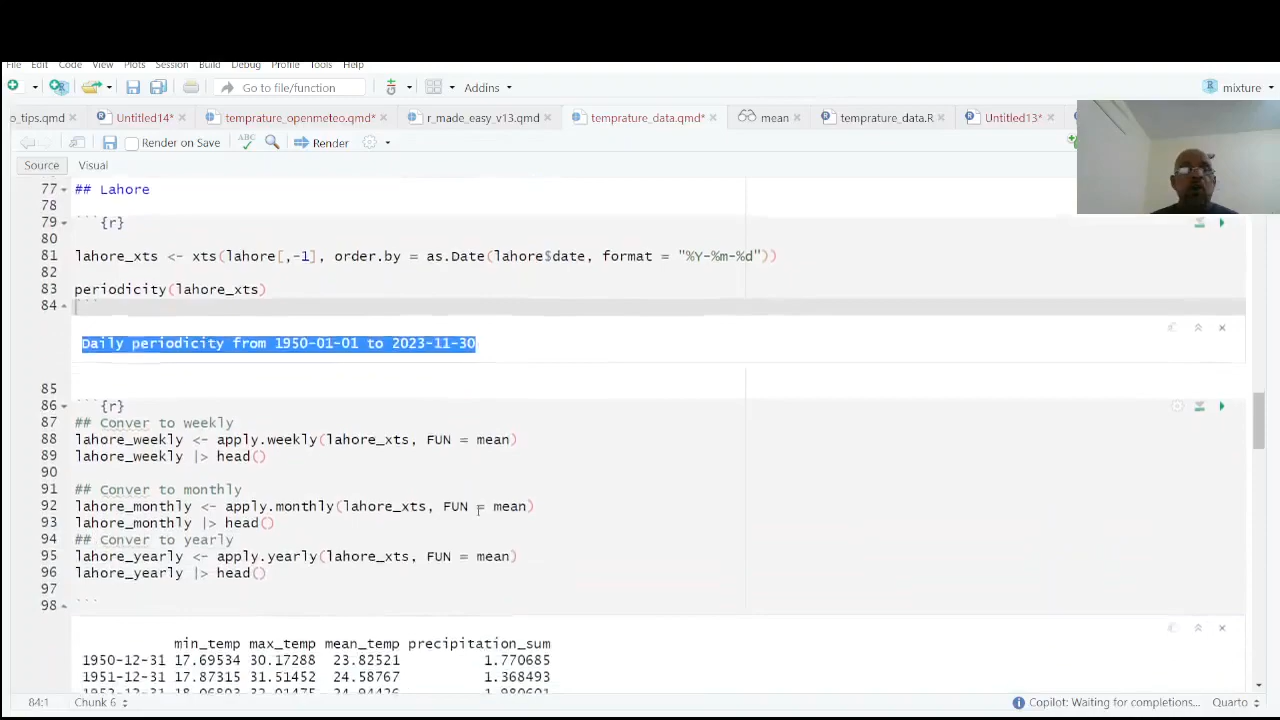 File Edit Code View Plots Session Build Debug Profile Tools Help
Go to file/function
Addins
mixture
o_tips.qmd
Untitled14*
temprature_openmeteo.qmd*
r_made_easy_v13.qmd
temprature_data.qmd*
mean
temprature_data.R
Untitled13*
Render on Save
ABC
Render
Source Visual
77 ## Lahore
78
79 ```{r}
80
81 lahore_xts <- xts(lahore[,-1], order.by = as.Date(lahore$date, format = "%Y-%m-%d"))
82
83 periodicity(lahore_xts)
84 ```
Daily periodicity from 1950-01-01 to 2023-11-30
85
86 ```{r}
87 ## Conver to weekly
88 lahore_weekly <- apply.weekly(lahore_xts, FUN = mean)
89 lahore_weekly |> head()
90
91 ## Conver to monthly
92 lahore_monthly <- apply.monthly(lahore_xts, FUN = mean)
93 lahore_monthly |> head()
94 ## Conver to yearly
95 lahore_yearly <- apply.yearly(lahore_xts, FUN = mean)
96 lahore_yearly |> head()
97
98 ```
min_temp max_temp mean_temp precipitation_sum
1950-12-31 17.69534 30.17288 23.82521 1.770685
1951-12-31 17.87315 31.51452 24.58767 1.368493
84:1 Chunk 6 Copilot: Waiting for completions... Quarto